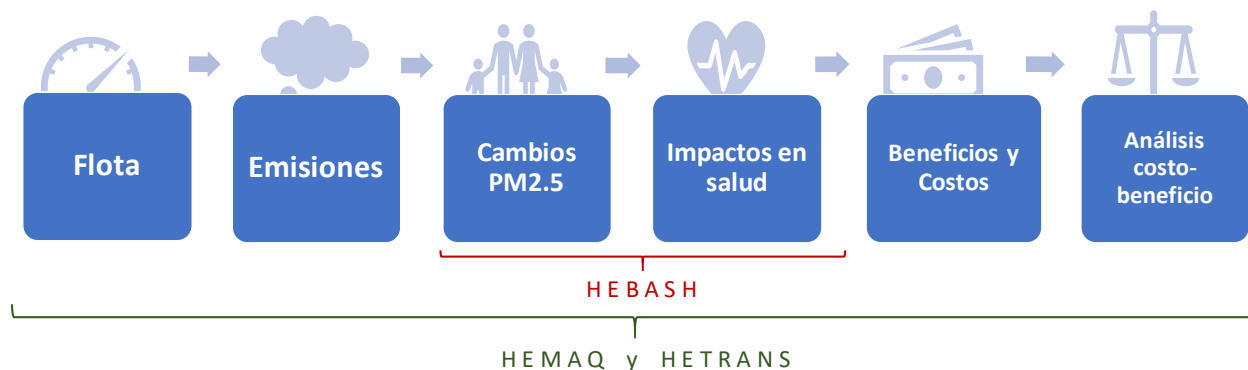 Flota
Emisiones
Cambios
PM2.5
Impactos en
salud
Beneficios y
Costos
Análisis
costo-
beneficio
HEBASH
HEMAQ y HETRANS